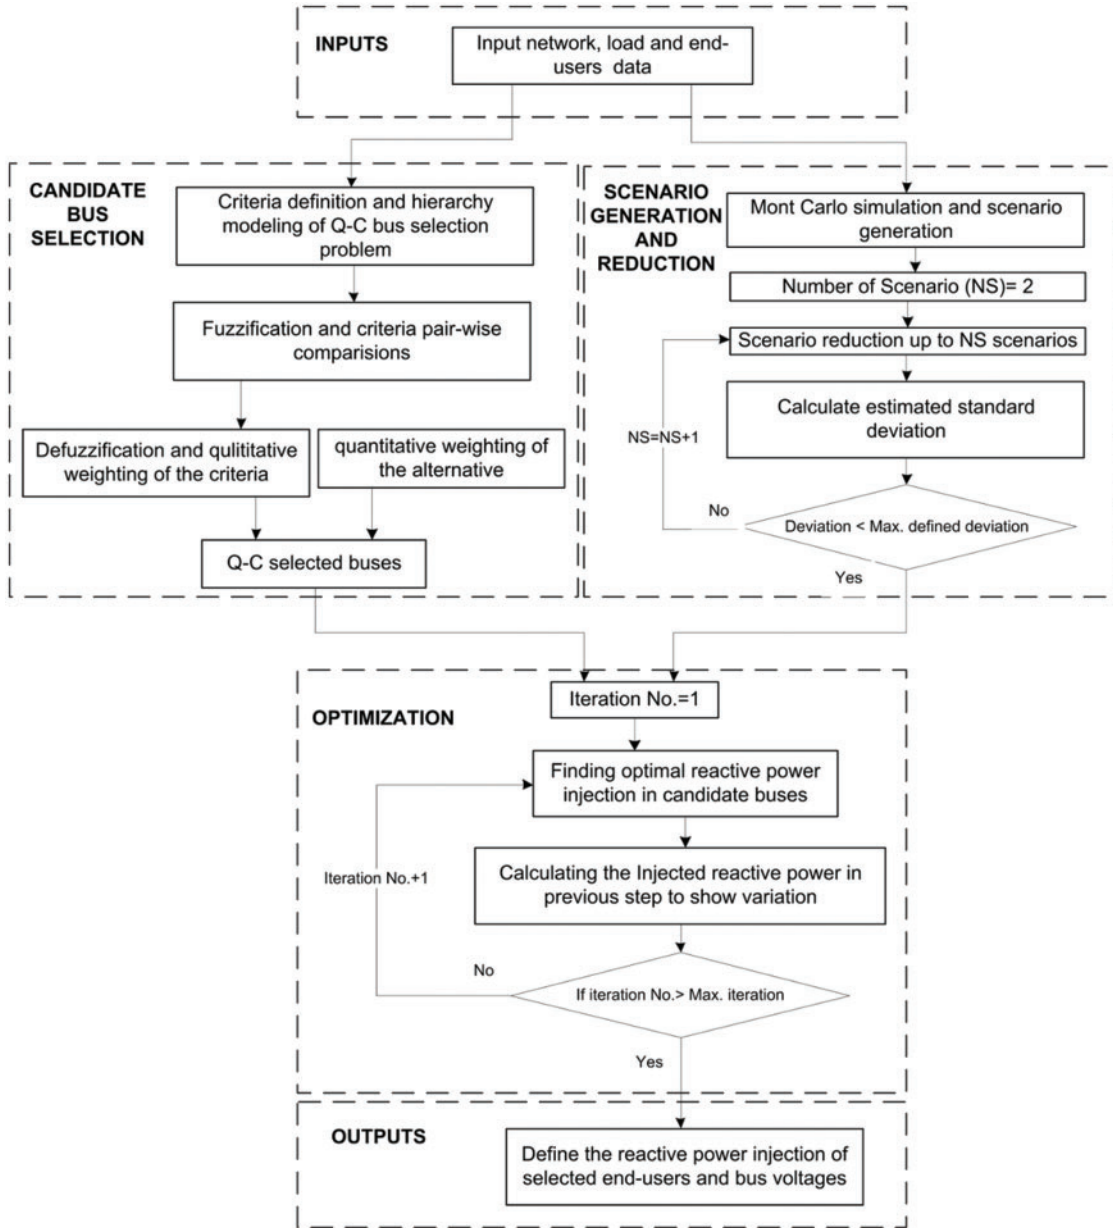 INPUTS
Input network, load and end-
users data
CANDIDATE
BUS
SELECTION
Criteria definition and hierarchy
modeling of Q-C bus selection
problem
Fuzzification and criteria pair-wise
comparisions
Defuzzification and qulititative
weighting of the criteria
quantitative weighting of
the alternative
Q-C selected buses
SCENARIO
GENERATION
AND
REDUCTION
Mont Carlo simulation and scenario
generation
Number of Scenario (NS)= 2
Scenario reduction up to NS scenarios
Calculate estimated standard
deviation
NS=NS+1
No
Deviation < Max. defined deviation
Yes
OPTIMIZATION
Iteration No.=1
Finding optimal reactive power
injection in candidate buses
Calculating the Injected reactive power in
previous step to show variation
Iteration No.+1
No
If iteration No.> Max. iteration
Yes
OUTPUTS
Define the reactive power injection of
selected end-users and bus voltages